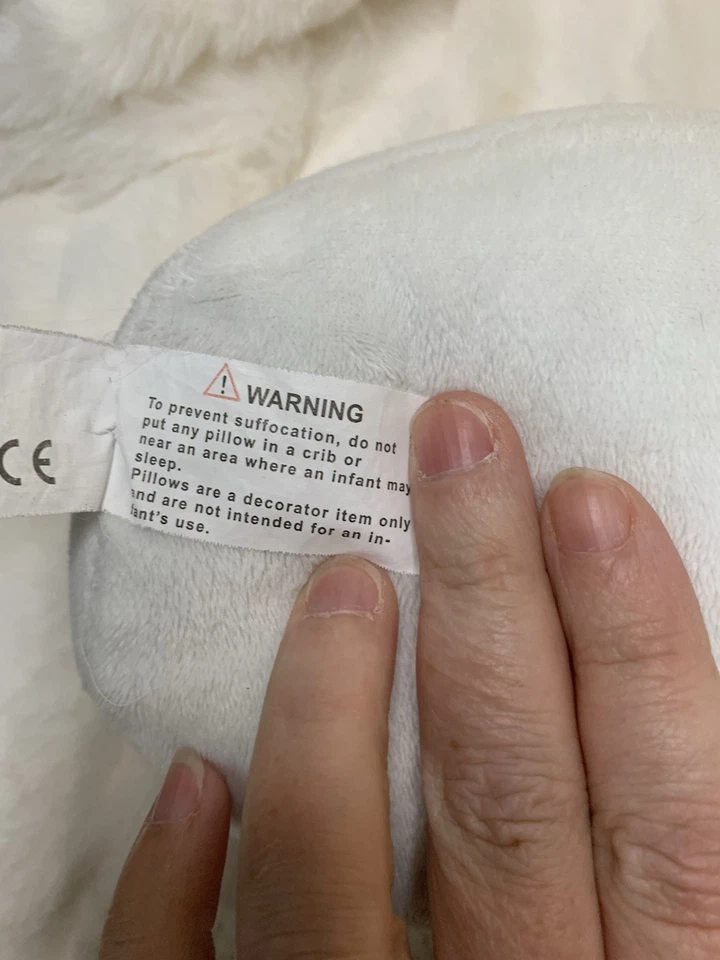 WARNING
To prevent suffocation, do not
put any pillow in a crib or
near an area where an infant may
sleep.
Pillows are a decorator item only
and are not intended for an in-
fant's use.
CE